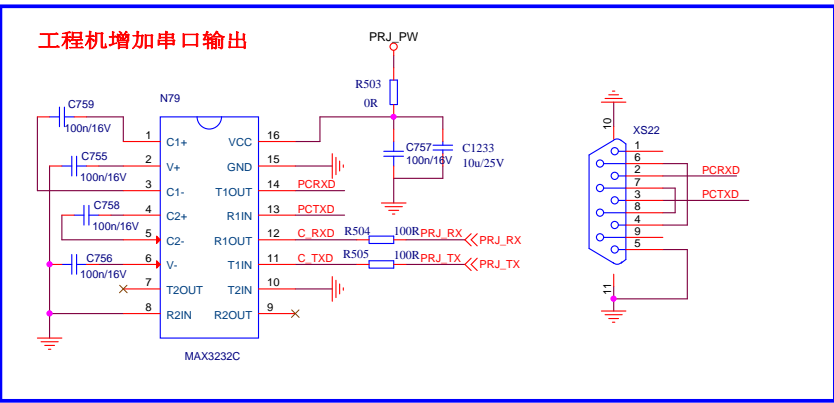 工程机增加串口输出
PRJ_PW
R503
0R
C759
100n/16V
N79
C757
100n/16V
C1233
10u/25V
XS22
1 C1+ VCC 16
C755
100n/16V
2 V+ GND 15
3 C1- T1OUT 14 PCRXD
C758
100n/16V
4 C2+ R1IN 13 PCTXD
5 C2- R1OUT 12 C_RXD R504 100R PRJ_RX PRJ_RX
C756
100n/16V
6 V- T1IN 11 C_TXD R505 100R PRJ_TX PRJ_TX
7 T2OUT T2IN 10
8 R2IN R2OUT 9
MAX3232C
10
1
6
2 PCRXD
7
3 PCTXD
8
4
9
5
11